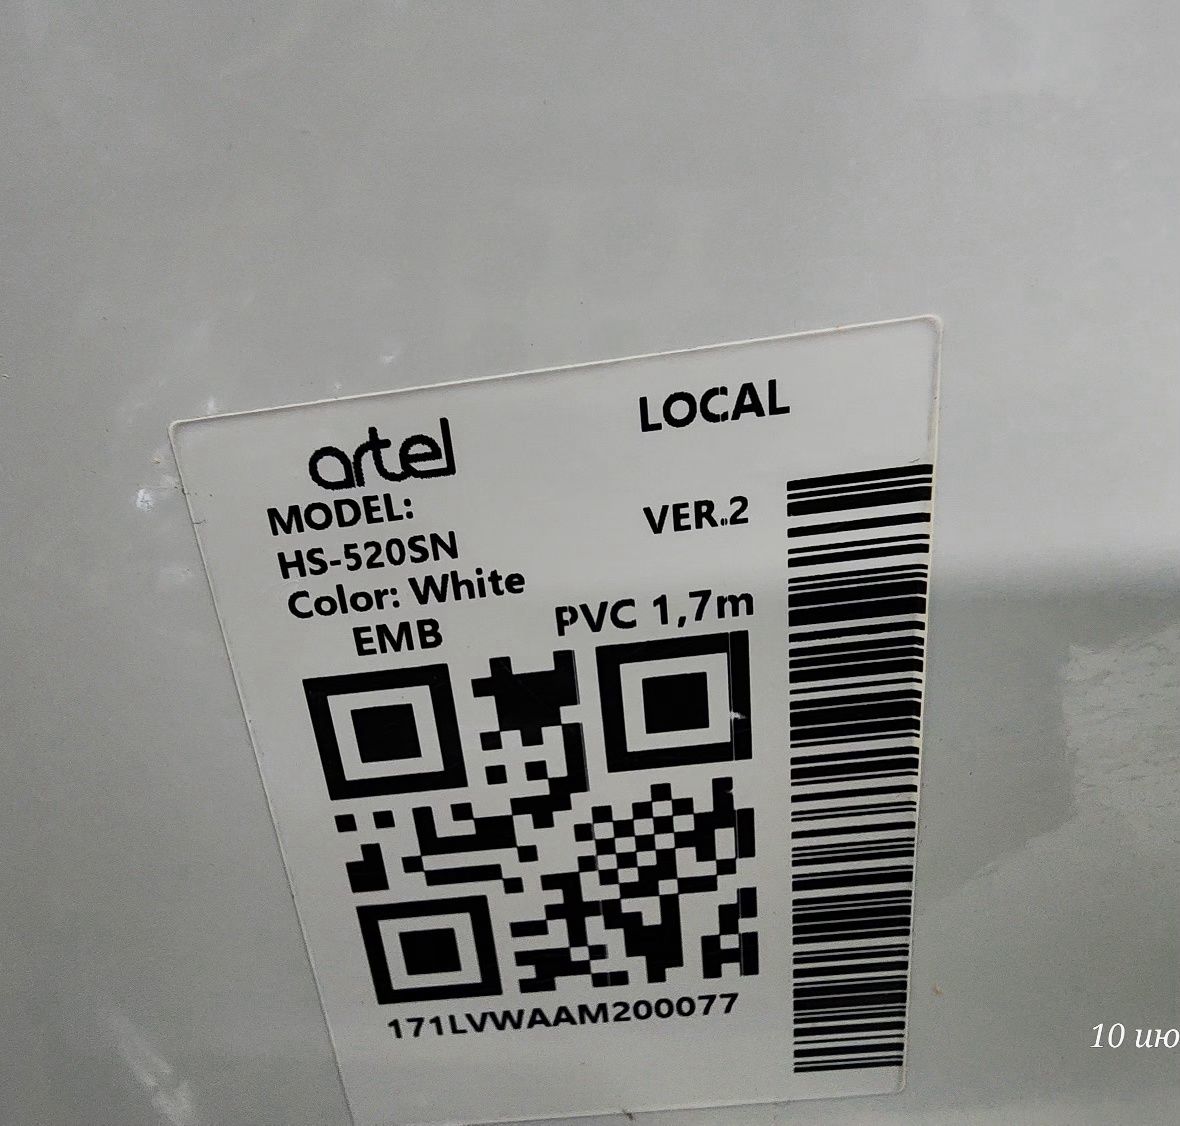 artel
LOCAL
MODEL:
HS-520SN
VER.2
Color: White
EMB
PVC 1,7m
171LVWAAM200077
10 ию